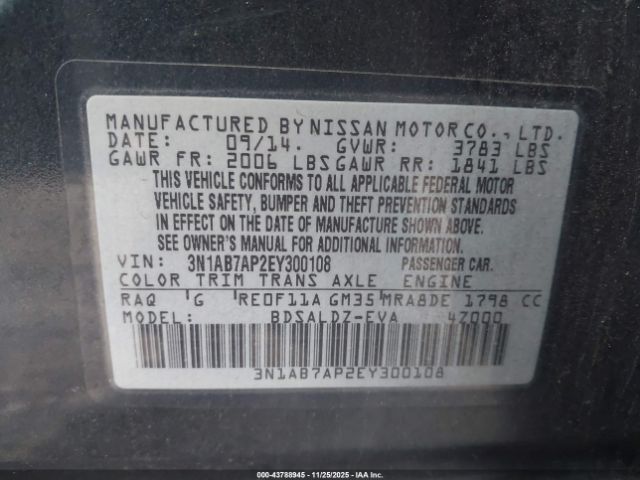 MANUFACTURED BY NISSAN MOTOR CO., LTD.
DATE: 09/14. GVWR: 3783 LBS
GAWR FR: 2006 LBS GAWR RR: 1841 LBS
THIS VEHICLE CONFORMS TO ALL APPLICABLE FEDERAL MOTOR
VEHICLE SAFETY, BUMPER AND THEFT PREVENTION STANDARDS
IN EFFECT ON THE DATE OF MANUFACTURE SHOWN ABOVE.
SEE OWNER'S MANUAL FOR ADDITIONAL INFORMATION.
VIN: 3N1AB7AP2EY300108 PASSENGER CAR.
COLOR TRIM TRANS AXLE ENGINE
RAQ G RE0F11A GM35 MRA8DE 1798 CC
MODEL: BDSALDZ-EVA 47000
3N1AB7AP2EY300108
000-43788945 - 11/25/2025 - IAA, Inc.